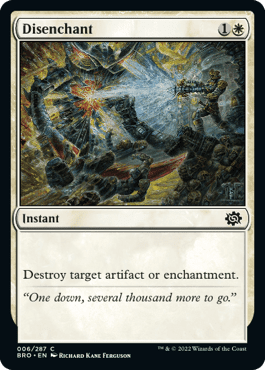 Disenchant 1
Instant
Destroy target artifact or enchantment.
"One down, several thousand more to go."
006/287 C
BRO • EN RICHARD KANE FERGUSON ™ & © 2022 Wizards of the Coast